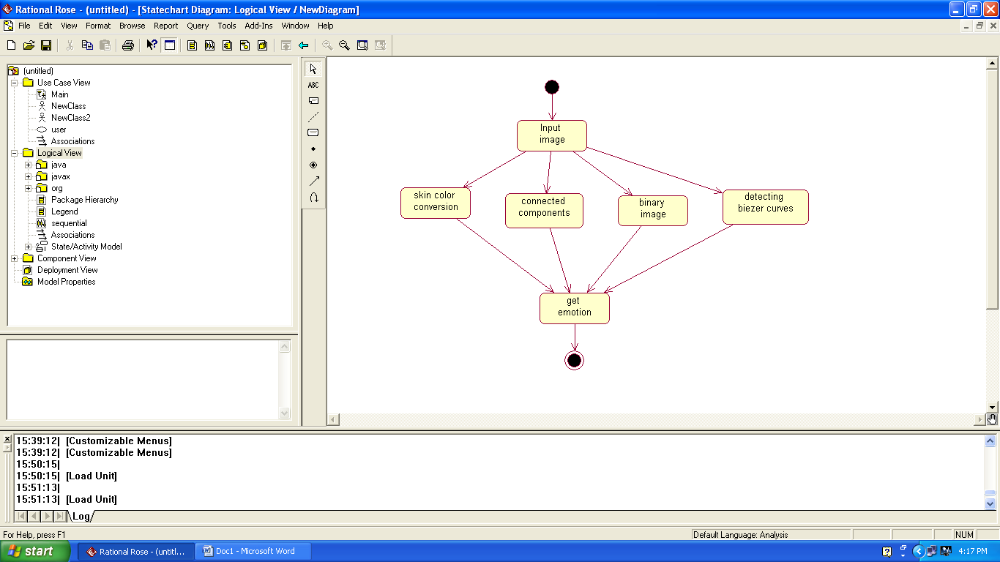 Rational Rose - (untitled) - [Statechart Diagram: Logical View / NewDiagram]
File Edit View Format Browse Report Query Tools Add-Ins Window Help
(untitled)
Use Case View
Main
NewClass
NewClass2
user
Associations
Logical View
java
javax
org
Package Hierarchy
Legend
sequential
Associations
State/Activity Model
Component View
Deployment View
Model Properties
ABC
Input
image
skin color
conversion
connected
components
binary
image
detecting
biezer curves
get
emotion
15:39:12| [Customizable Menus]
15:39:12| [Customizable Menus]
15:50:15|
15:50:15| [Load Unit]
15:51:13|
15:51:13| [Load Unit]
Log
For Help, press F1
Default Language: Analysis
NUM
start
Rational Rose - (untitl...
Doc1 - Microsoft Word
4:17 PM